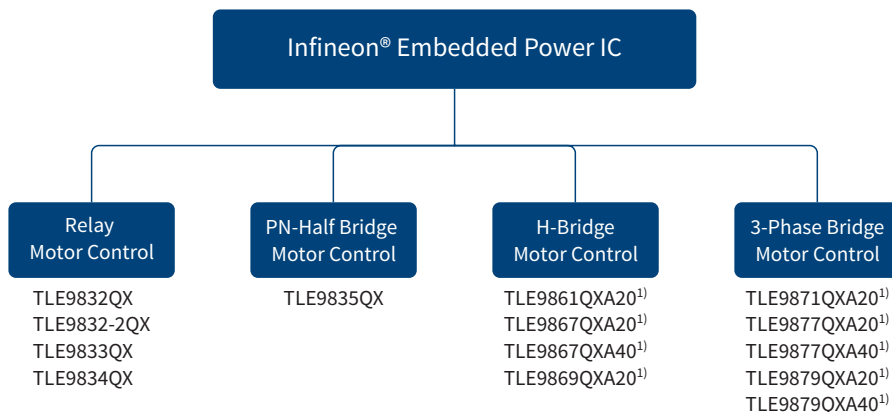 Infineon® Embedded Power IC
Relay
Motor Control
PN-Half Bridge
Motor Control
H-Bridge
Motor Control
3-Phase Bridge
Motor Control
TLE9832QX
TLE9832-2QX
TLE9833QX
TLE9834QX
TLE9835QX
TLE9861QXA20¹⁾
TLE9867QXA20¹⁾
TLE9867QXA40¹⁾
TLE9869QXA20¹⁾
TLE9871QXA20¹⁾
TLE9877QXA20¹⁾
TLE9877QXA40¹⁾
TLE9879QXA20¹⁾
TLE9879QXA40¹⁾